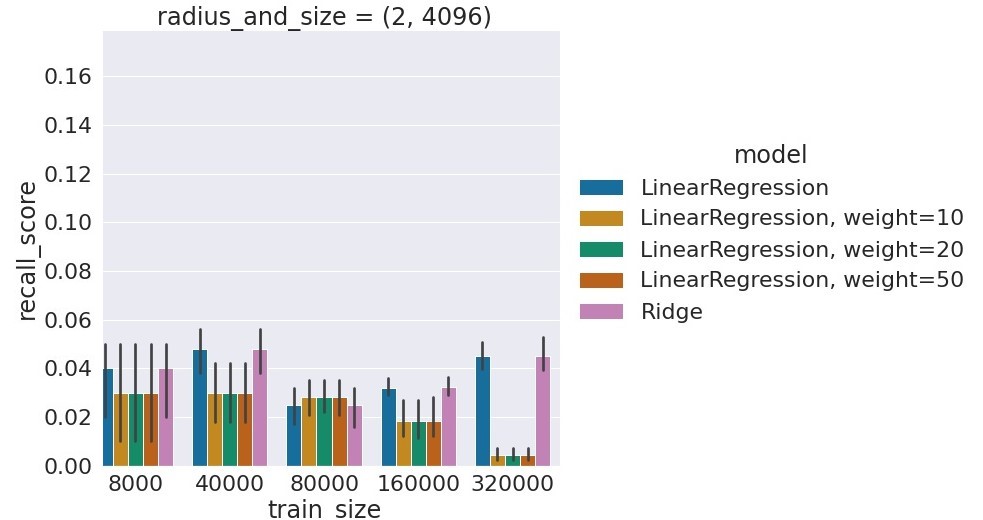 radius_and_size = (2, 4096)
0.16
0.14
0.12
0.10
0.08
0.06
0.04
0.02
0.00
recall_score
8000 40000 80000 160000 320000
train_size
model
LinearRegression
LinearRegression, weight=10
LinearRegression, weight=20
LinearRegression, weight=50
Ridge